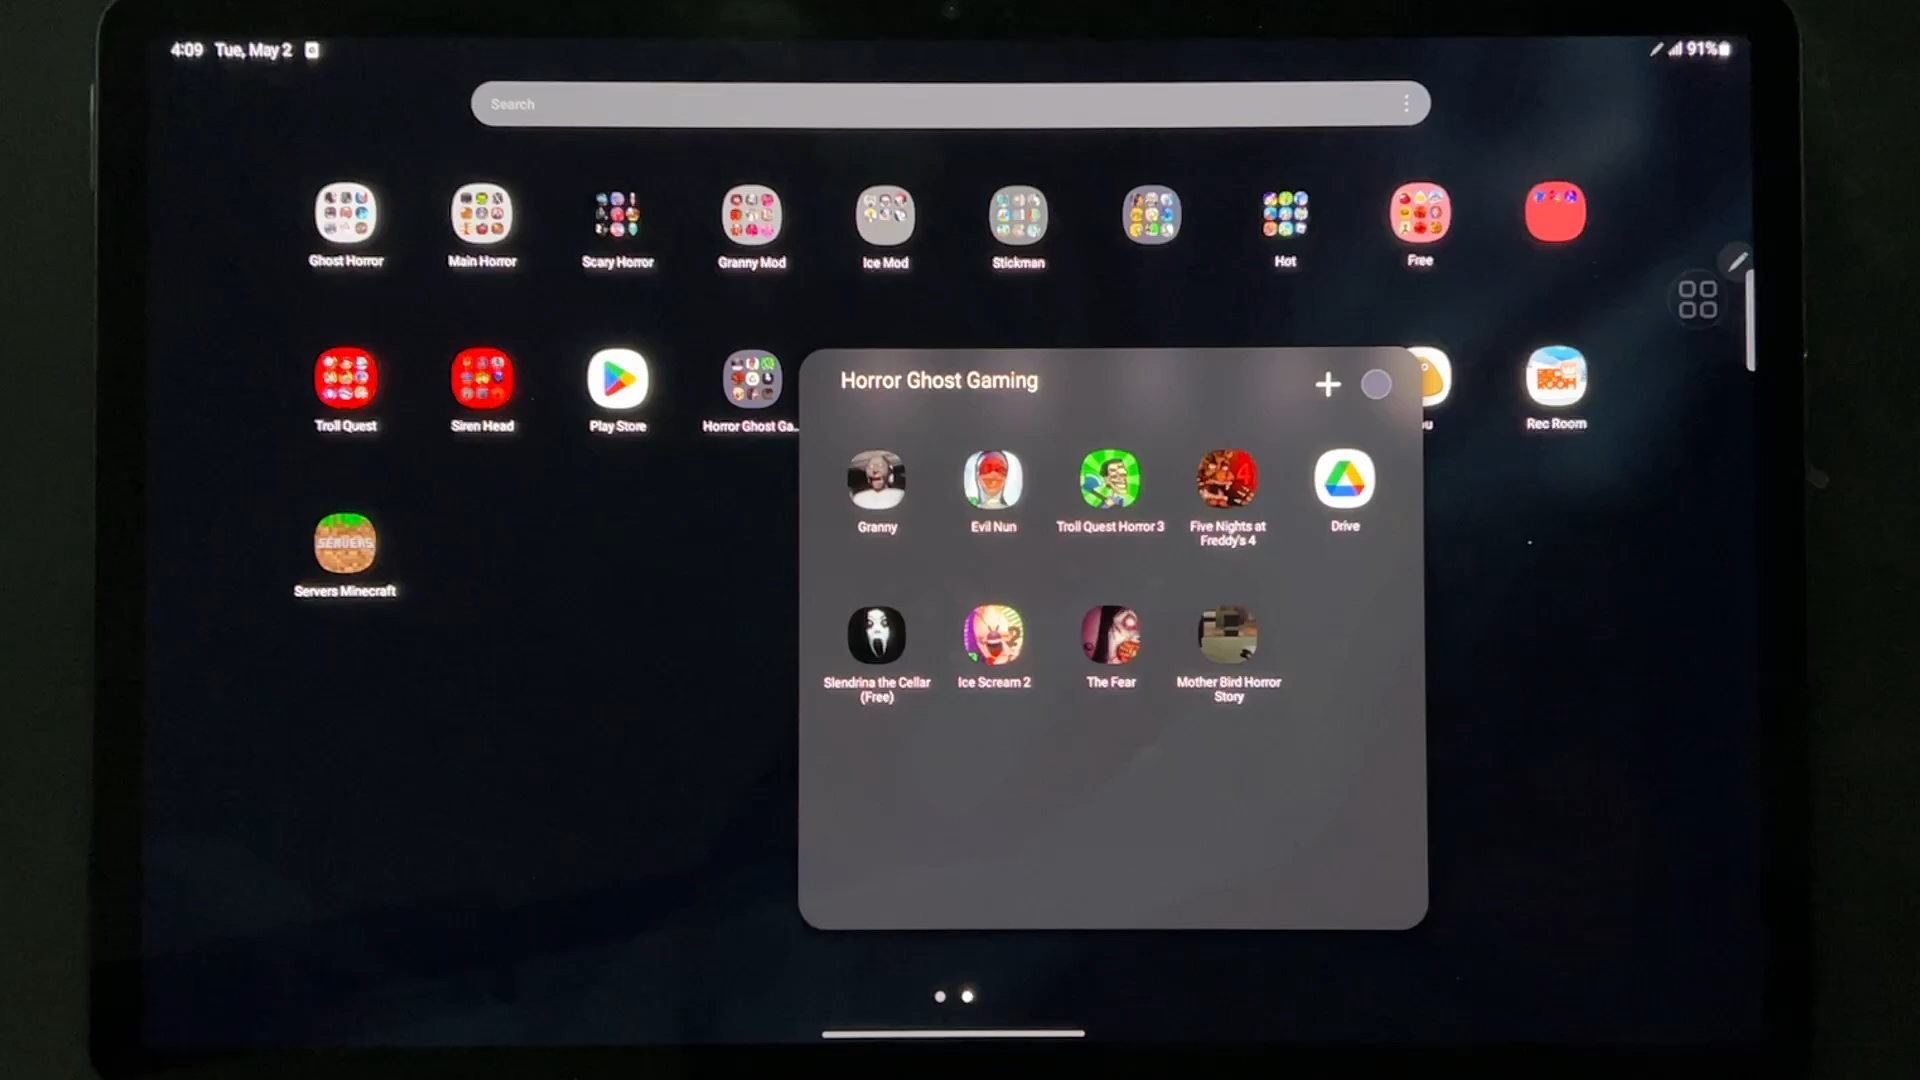 4:09 Tue, May 2
91%
Search
Ghost Horror
Main Horror
Scary Horror
Granny Mod
Ice Mod
Stickman
Hot
Free
Troll Quest
Siren Head
Play Store
Horror Ghost Ga...
Rec Room
Servers Minecraft
SERVERS
Horror Ghost Gaming
Granny
Evil Nun
Troll Quest Horror 3
Five Nights at
Freddy's 4
4
Drive
Slendrina the Cellar
(Free)
Ice Scream 2
The Fear
Mother Bird Horror
Story